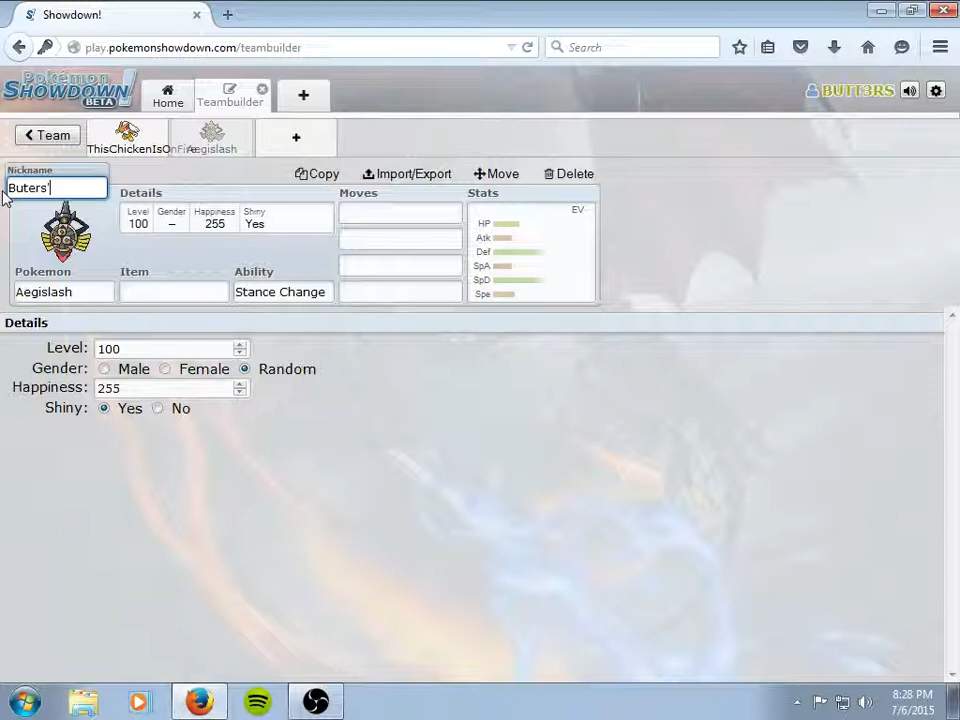 Showdown!
play.pokemonshowdown.com/teambuilder
Search
Pokémon
SHOWDOWN!
BETA
Home
Teambuilder
BUTT3RS
Team
ThisChickenIsOnFire
Aegislash
Nickname
Copy
Import/Export
Move
Delete
Buters'
Details
Moves
Stats
Level
Gender
Happiness
Shiny
100
–
255
Yes
EV
HP
Atk
Def
SpA
SpD
Spe
Pokemon
Item
Ability
Aegislash
Stance Change
Details
Level: 100
Gender: Male Female Random
Happiness: 255
Shiny: Yes No
8:28 PM
7/6/2015